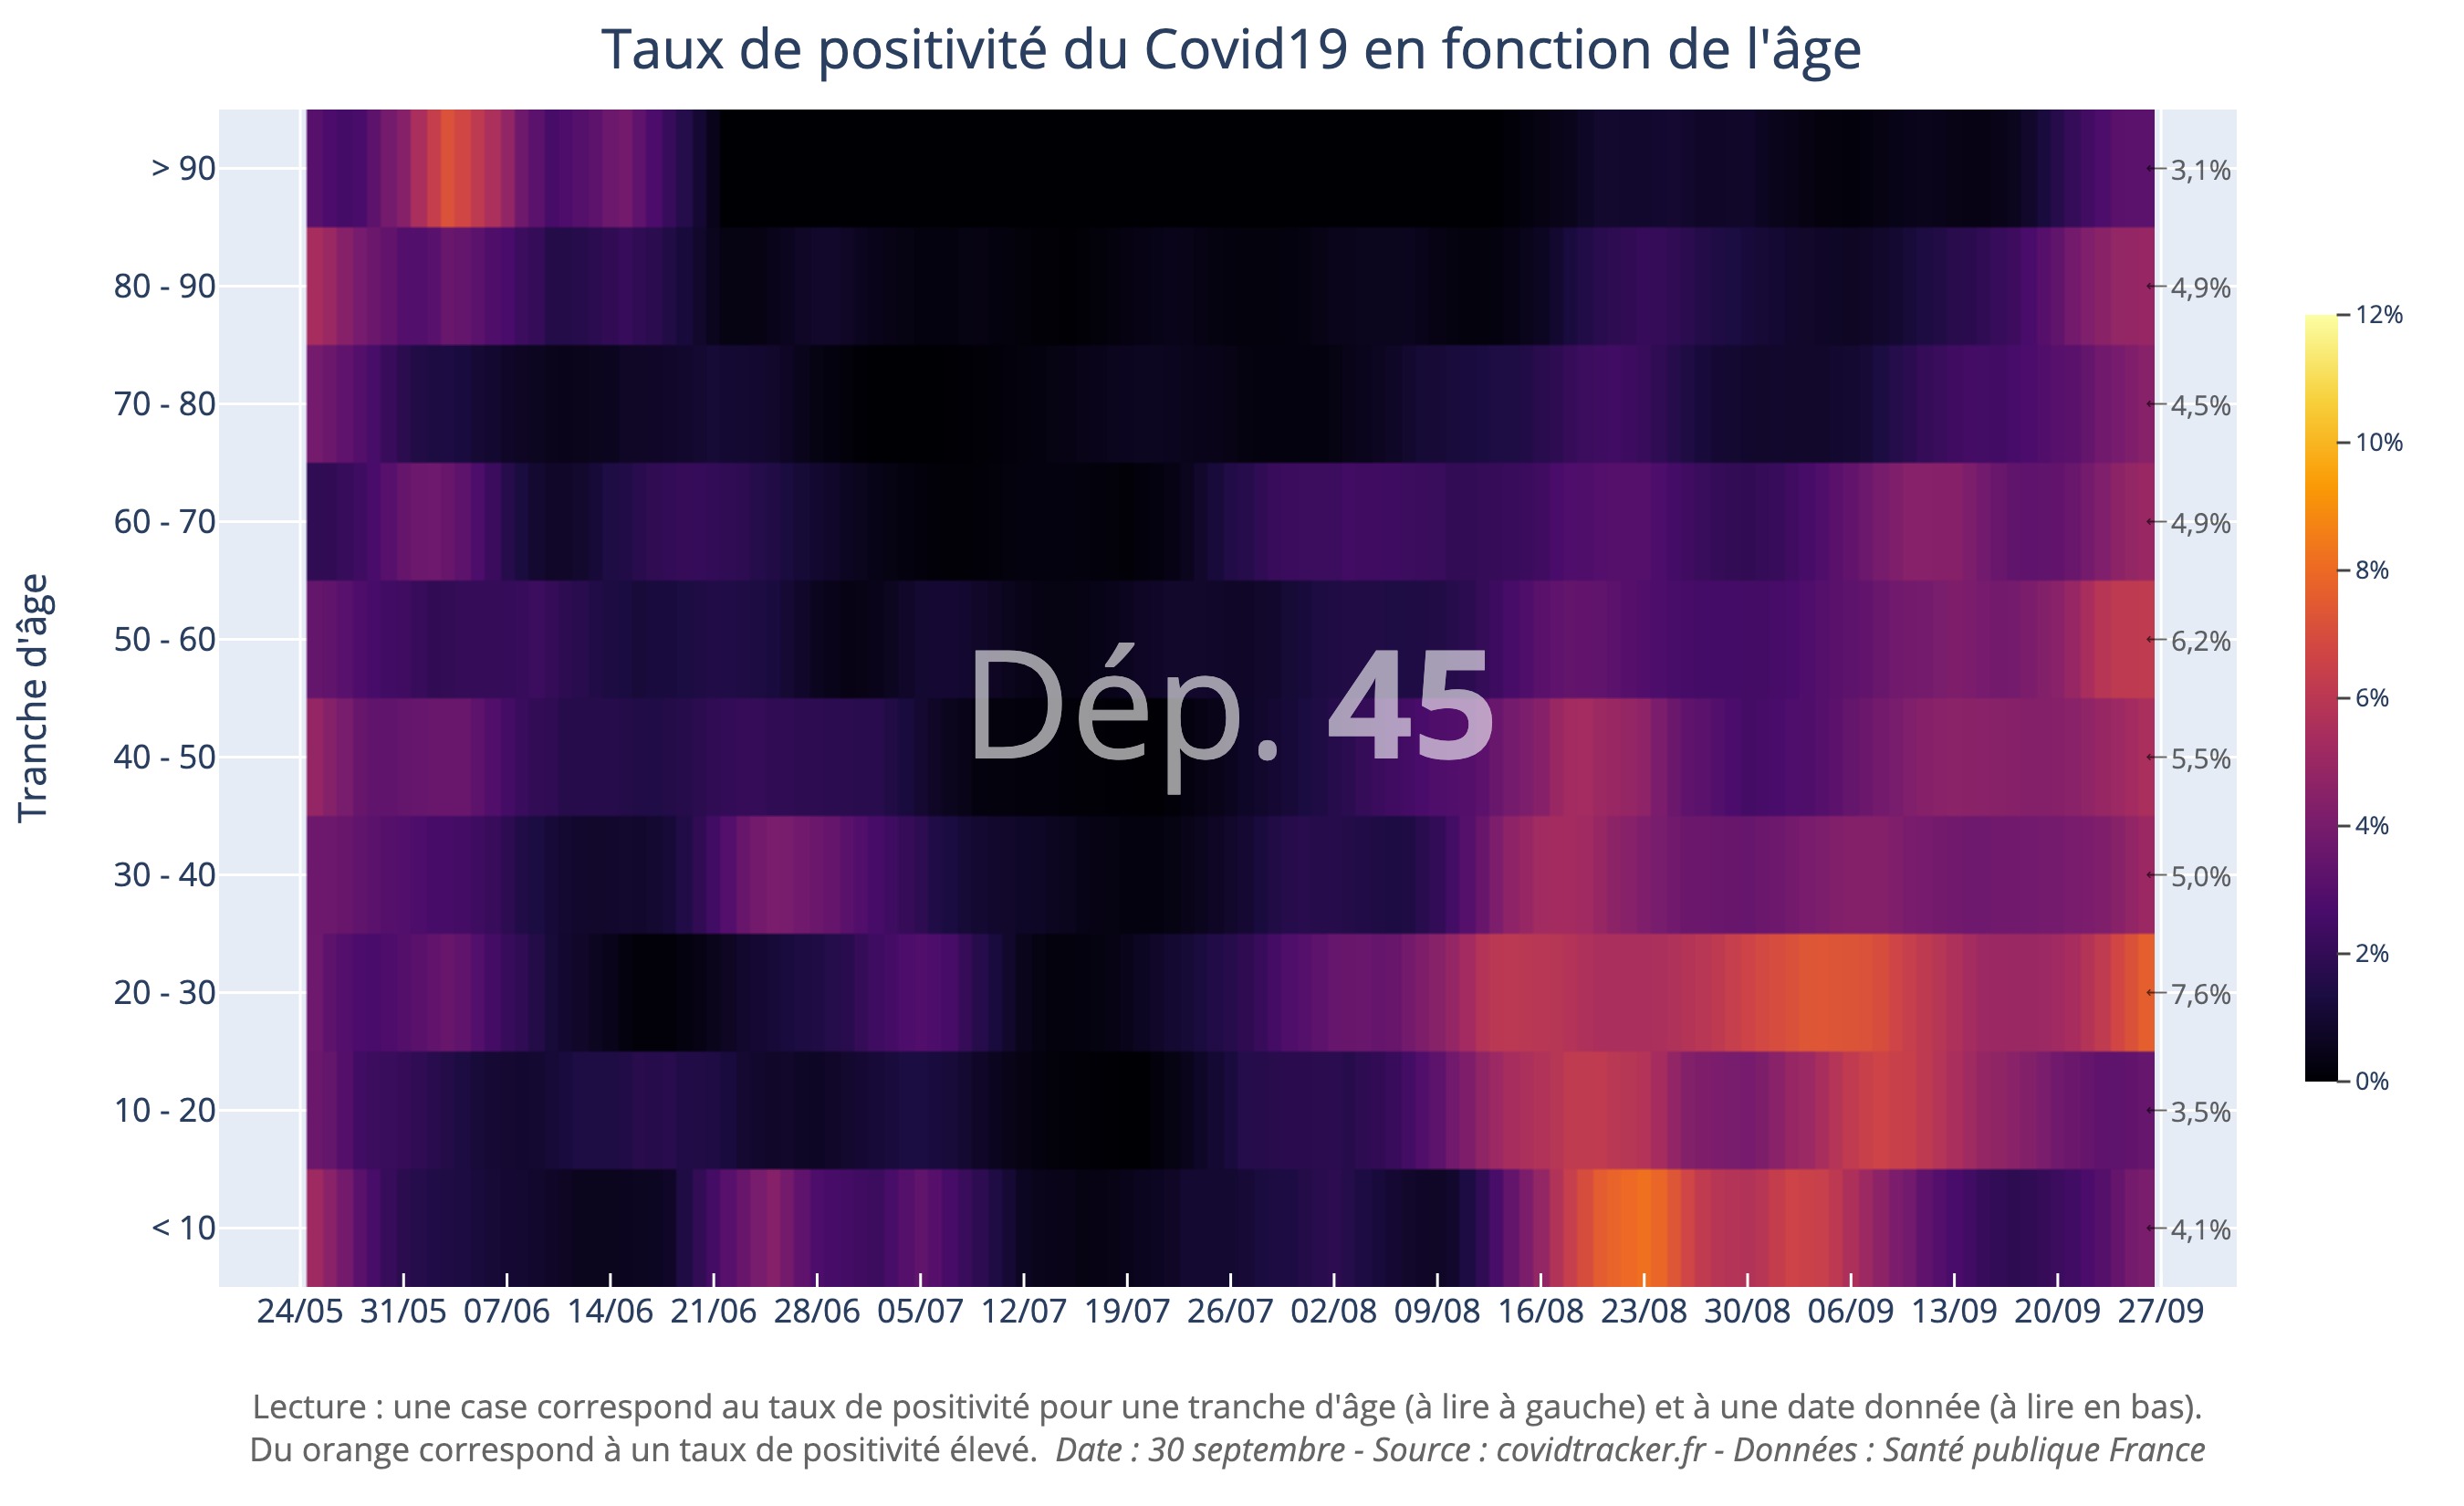 Taux de positivité du Covid19 en fonction de l'âge
Tranche d'âge
> 90
80 - 90
70 - 80
60 - 70
50 - 60
40 - 50
30 - 40
20 - 30
10 - 20
< 10
Dép. 45
3,1%
4,9%
4,5%
4,9%
6,2%
5,5%
5,0%
7,6%
3,5%
4,1%
12%
10%
8%
6%
4%
2%
0%
24/05 31/05 07/06 14/06 21/06 28/06 05/07 12/07 19/07 26/07 02/08 09/08 16/08 23/08 30/08 06/09 13/09 20/09 27/09
Lecture : une case correspond au taux de positivité pour une tranche d'âge (à lire à gauche) et à une date donnée (à lire en bas).
Du orange correspond à un taux de positivité élevé. Date : 30 septembre - Source : covidtracker.fr - Données : Santé publique France